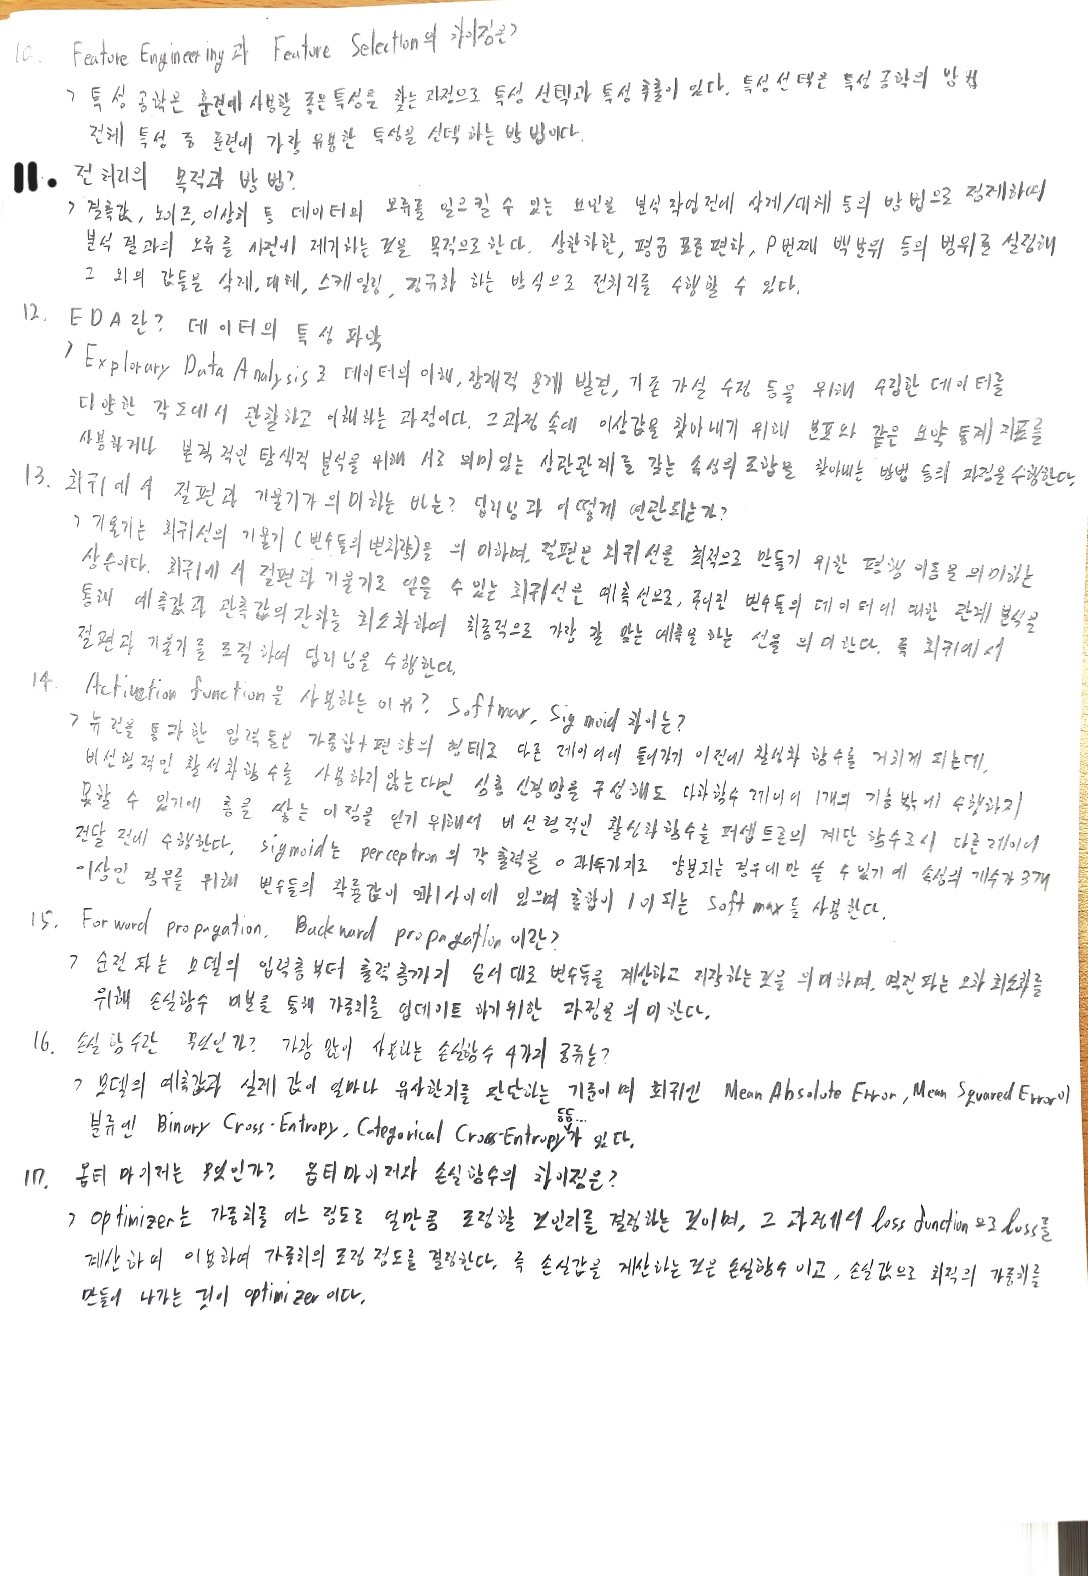 10. Feature Engineering과 Feature Selection의 차이점은?
> 특성 공학은 훈련에 사용할 좋은 특성을 찾는 과정으로 특성 선택과 특성 추출이 있다. 특성 선택은 특성 공학의 방법
전체 특성 중 훈련에 가장 유용한 특성을 선택하는 방법이다.
11. 전처리의 목적과 방법?
> 결측값, 노이즈, 이상치 등 데이터의 오류를 일으킬 수 있는 요인을 분석 작업 전에 삭제/대체 등의 방법으로 정제하며
분석 결과의 오류를 사전에 제거하는 것을 목적으로 한다. 상한하한, 평균 표준편차, P번째 백분위 등의 범위를 설정해
그 외의 값들을 삭제, 대체, 스케일링, 정규화 하는 방식으로 전처리를 수행할 수 있다.
12. EDA란? 데이터의 특성 파악
> Explorary Data Analysis로 데이터의 이해, 잠재적 문제 발견, 기존 가설 수정 등을 위해 수집한 데이터를
다양한 각도에서 관찰하고 이해하는 과정이다. 그 과정 속에 이상값을 찾아내기 위해 분포와 같은 요약 통계 지표를
사용하거나 본격적인 탐색적 분석을 위해 서로 의미있는 상관관계를 갖는 속성의 조합을 찾아내는 방법 등의 과정을 수행한다.
13. 회귀에서 절편과 기울기가 의미하는 바는? 딥러닝과 어떻게 연관되는가?
> 기울기는 회귀선의 기울기(변수들의 변화량)을 의미하며, 절편은 회귀선을 최적으로 만들기 위한 평행 이동을 의미하는
상수이다. 회귀에서 절편과 기울기로 얻을 수 있는 회귀선은 예측선으로, 주어진 변수들의 데이터에 대한 관계 분석을
통해 예측값과 관측값의 잔차를 최소화하여 최종적으로 가장 잘 맞는 예측을 하는 선을 의미한다. 즉 회귀에서
절편과 기울기를 조절하여 딥러닝을 수행한다.
14. Activation function을 사용하는 이유? Softmax, Sigmoid 차이는?
> 뉴런을 통과한 입력들은 가중합+편향의 형태로 다른 레이어에 들어가기 이전에 활성화 함수를 거치게 되는데,
비선형적인 활성화함수를 사용하지 않는다면 심층 신경망을 구성해도 다항함수 레이어 1개의 기능밖에 수행하지
못할 수 있기에 층을 쌓는 이점을 얻기 위해서 비선형적인 활성화함수를 퍼셉트론의 계단 함수로서 다른 레이어
전달 전에 수행한다. sigmoid는 perceptron의 각 출력을 0과 1 두가지로 양분되는 경우에만 쓸 수 있기에 속성의 개수가 3개
이상인 경우를 위해 변수들의 확률값이 0과 1 사이에 있으며 총합이 1이 되는 Softmax를 사용한다.
15. Forward propagation, Backward propagation이란?
> 순전파는 모델의 입력층부터 출력층까지 순서대로 변수들을 계산하고 저장하는 것을 의미하며, 역전파는 오차 최소화를
위해 손실함수 미분을 통해 가중치를 업데이트 하기 위한 과정을 의미한다.
16. 손실함수란 무엇인가? 가장 많이 사용하는 손실함수 4가지 종류는?
> 모델의 예측값과 실제 값이 얼마나 유사한지를 판단하는 기준이며 회귀엔 Mean Absolute Error, Mean Squared Error이
분류엔 Binary Cross-Entropy, Categorical Cross-Entropy 등등...가 있다.
17. 옵티마이저는 무엇인가? 옵티마이저와 손실함수의 차이점은?
> optimizer는 가중치를 어느 정도로 얼만큼 조정할 것인지를 결정하는 것이며, 그 과정에서 loss function으로 loss를
계산하여 이용하여 가중치의 조정 정도를 결정한다. 즉 손실값을 계산하는 것은 손실함수이고, 손실값으로 최적의 가중치를
만들어 나가는 것이 optimizer이다.